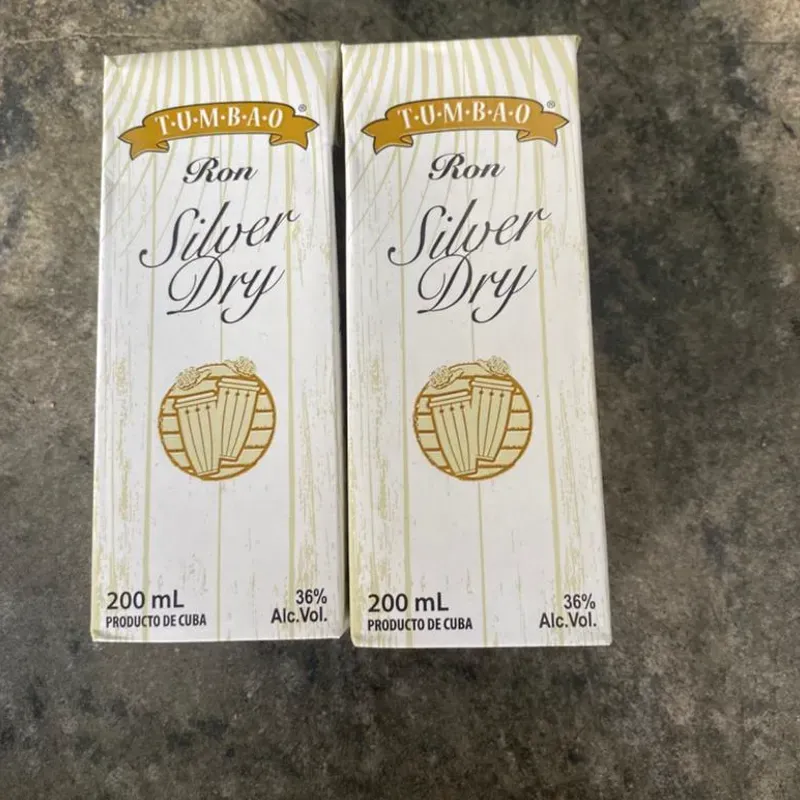 T·U·M·B·A·O®
Ron
Silver
Dry
200 mL
PRODUCTO DE CUBA
36%
Alc.Vol.
T·U·M·B·A·O®
Ron
Silver
Dry
200 mL
PRODUCTO DE CUBA
36%
Alc.Vol.